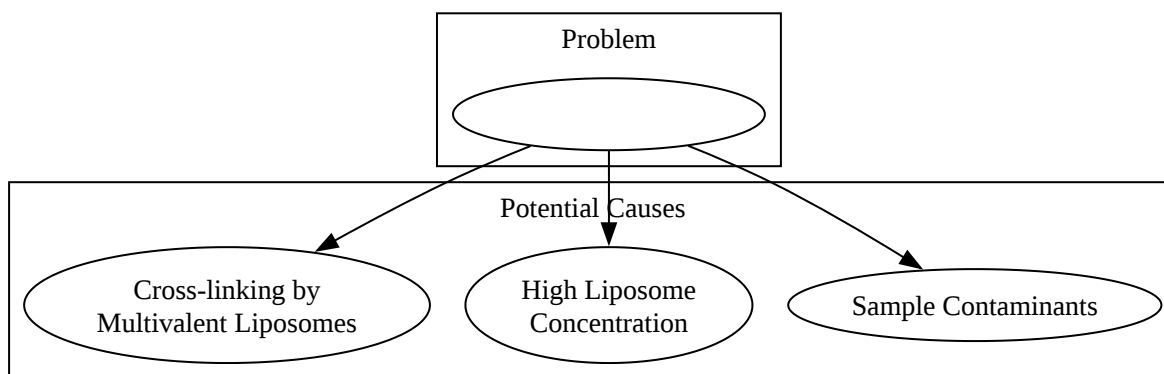 Problem
Potential Causes
Cross-linking by
Multivalent Liposomes
High Liposome
Concentration
Sample Contaminants